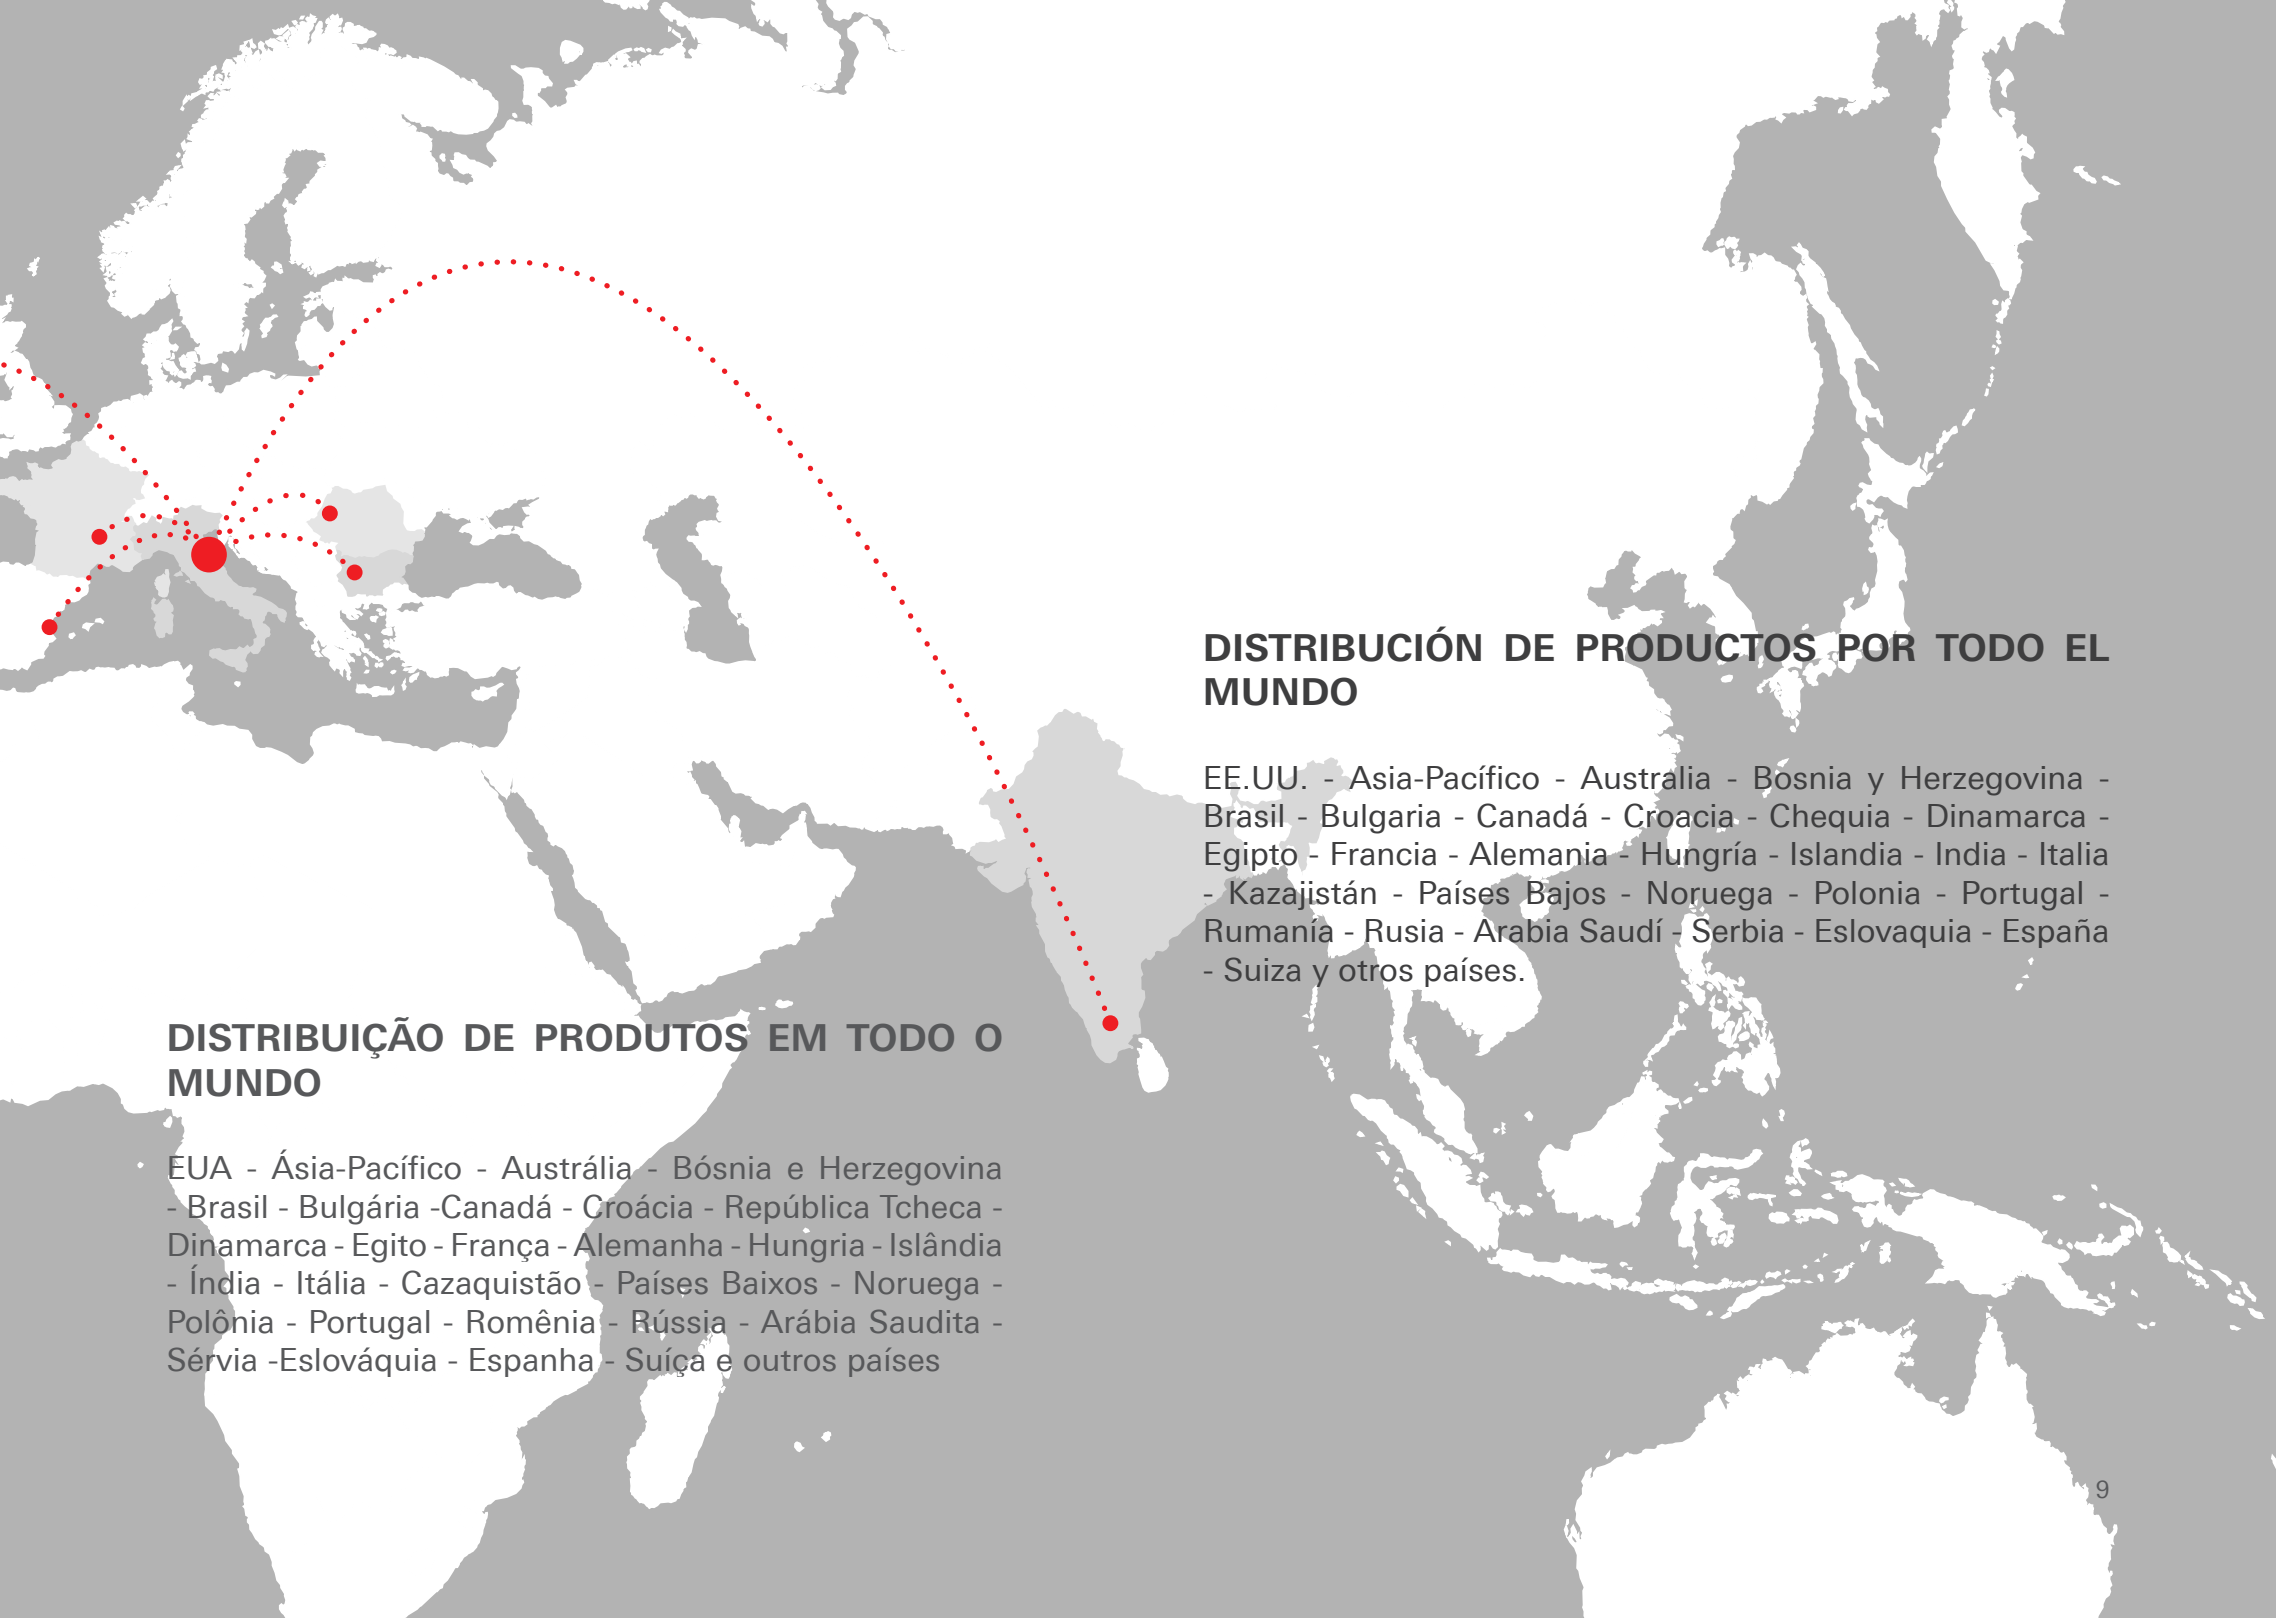 DISTRIBUCIÓN DE PRODUCTOS POR TODO EL
MUNDO
EE.UU. - Asia-Pacífico - Australia - Bosnia y Herzegovina -
Brasil - Bulgaria - Canadá - Croacia - Chequia - Dinamarca -
Egipto - Francia - Alemania - Hungría - Islandia - India - Italia
- Kazajistán - Países Bajos - Noruega - Polonia - Portugal -
Rumanía - Rusia - Arabia Saudí - Serbia - Eslovaquia - España
- Suiza y otros países.
DISTRIBUIÇÃO DE PRODUTOS EM TODO O
MUNDO
EUA - Ásia-Pacífico - Austrália - Bósnia e Herzegovina
- Brasil - Bulgária -Canadá - Croácia - República Tcheca -
Dinamarca - Egito - França - Alemanha - Hungria - Islândia
- Índia - Itália - Cazaquistão - Países Baixos - Noruega -
Polônia - Portugal - Romênia - Rússia - Arábia Saudita -
Sérvia -Eslováquia - Espanha - Suíça e outros países
9